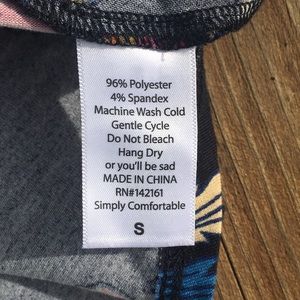 96% Polyester
4% Spandex
Machine Wash Cold
Gentle Cycle
Do Not Bleach
Hang Dry
or you'll be sad
MADE IN CHINA
RN#142161
Simply Comfortable
S